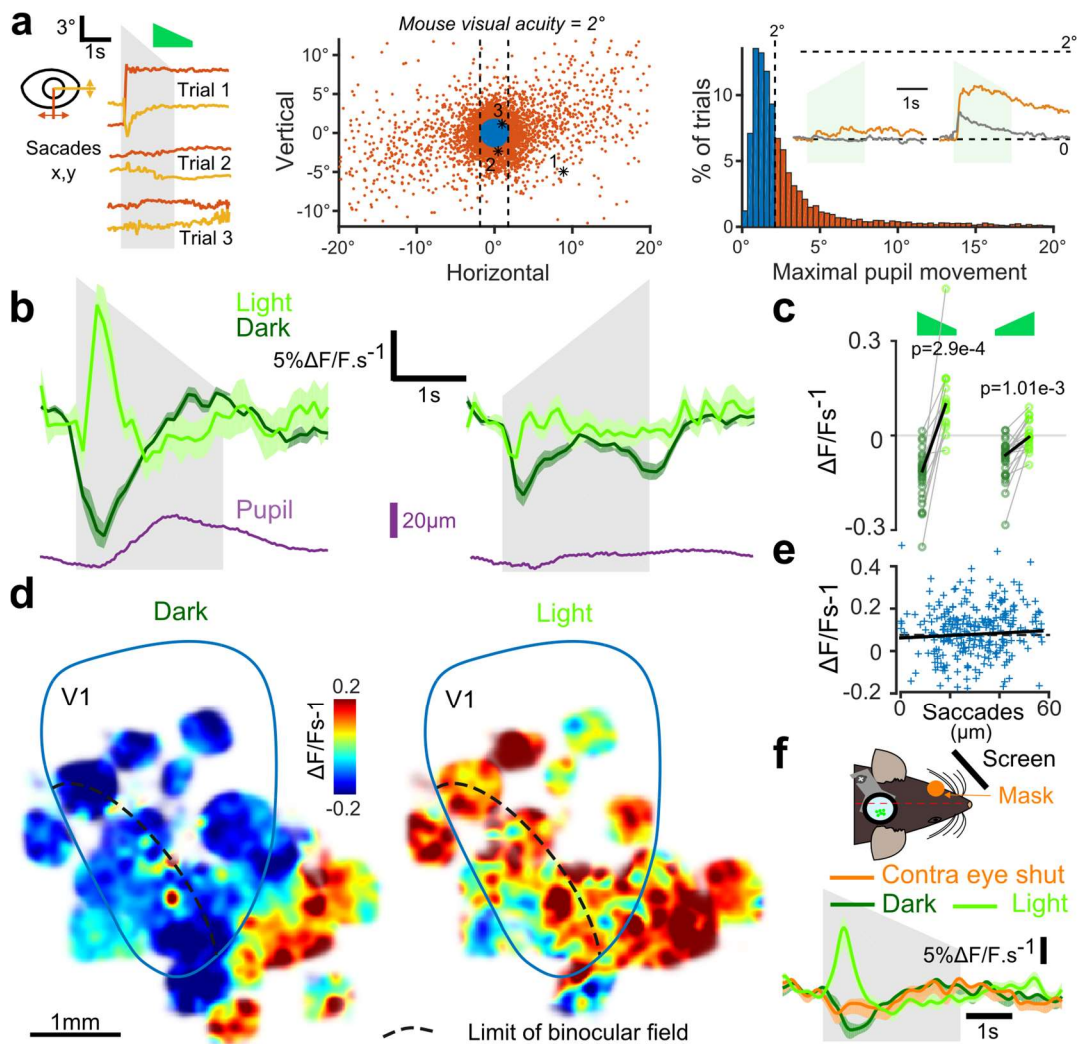 a
3°
1s
Sacades
x,y
Trial 1
Trial 2
Trial 3
Mouse visual acuity = 2°
12°
10°
5°
0°
-5°
-10°
Vertical
-20°
-10°
0°
10°
20°
Horizontal
1
2
3
2°
2°
1s
0
% of trials
10
5
0
0°
5°
10°
15°
20°
Maximal pupil movement
b
Light
Dark
5%ΔF/F.s-1
1s
Pupil
20µm
c
p=2.9e-4
p=1.01e-3
ΔF/Fs-1
0.3
0
-0.3
d
Dark
Light
V1
V1
0.2
ΔF/Fs-1
-0.2
1mm
Limit of binocular field
e
ΔF/Fs-1
0.4
0.2
0
-0.2
0
Saccades
60
(µm)
f
Screen
Mask
Contra eye shut
Dark
Light
5%ΔF/F.s-1
1s